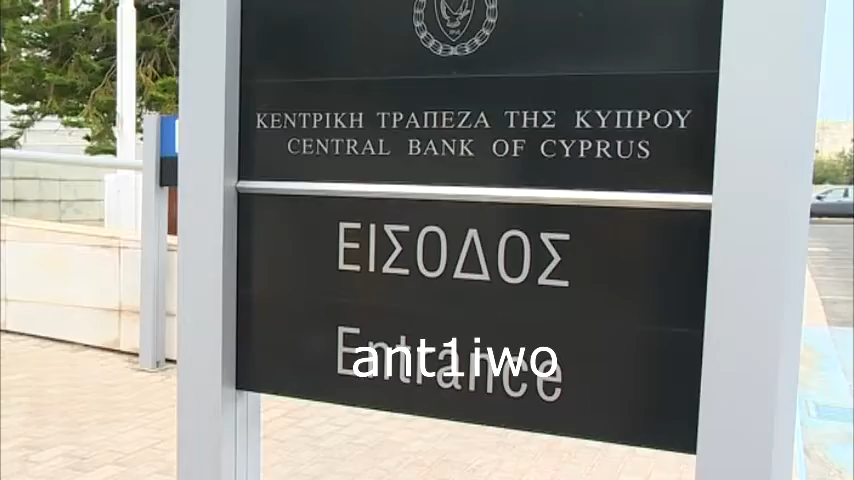 ΚΕΝΤΡΙΚΗ ΤΡΑΠΕΖΑ ΤΗΣ ΚΥΠΡΟΥ
CENTRAL BANK OF CYPRUS
ΕΙΣΟΔΟΣ
Entrance
ant1iwo